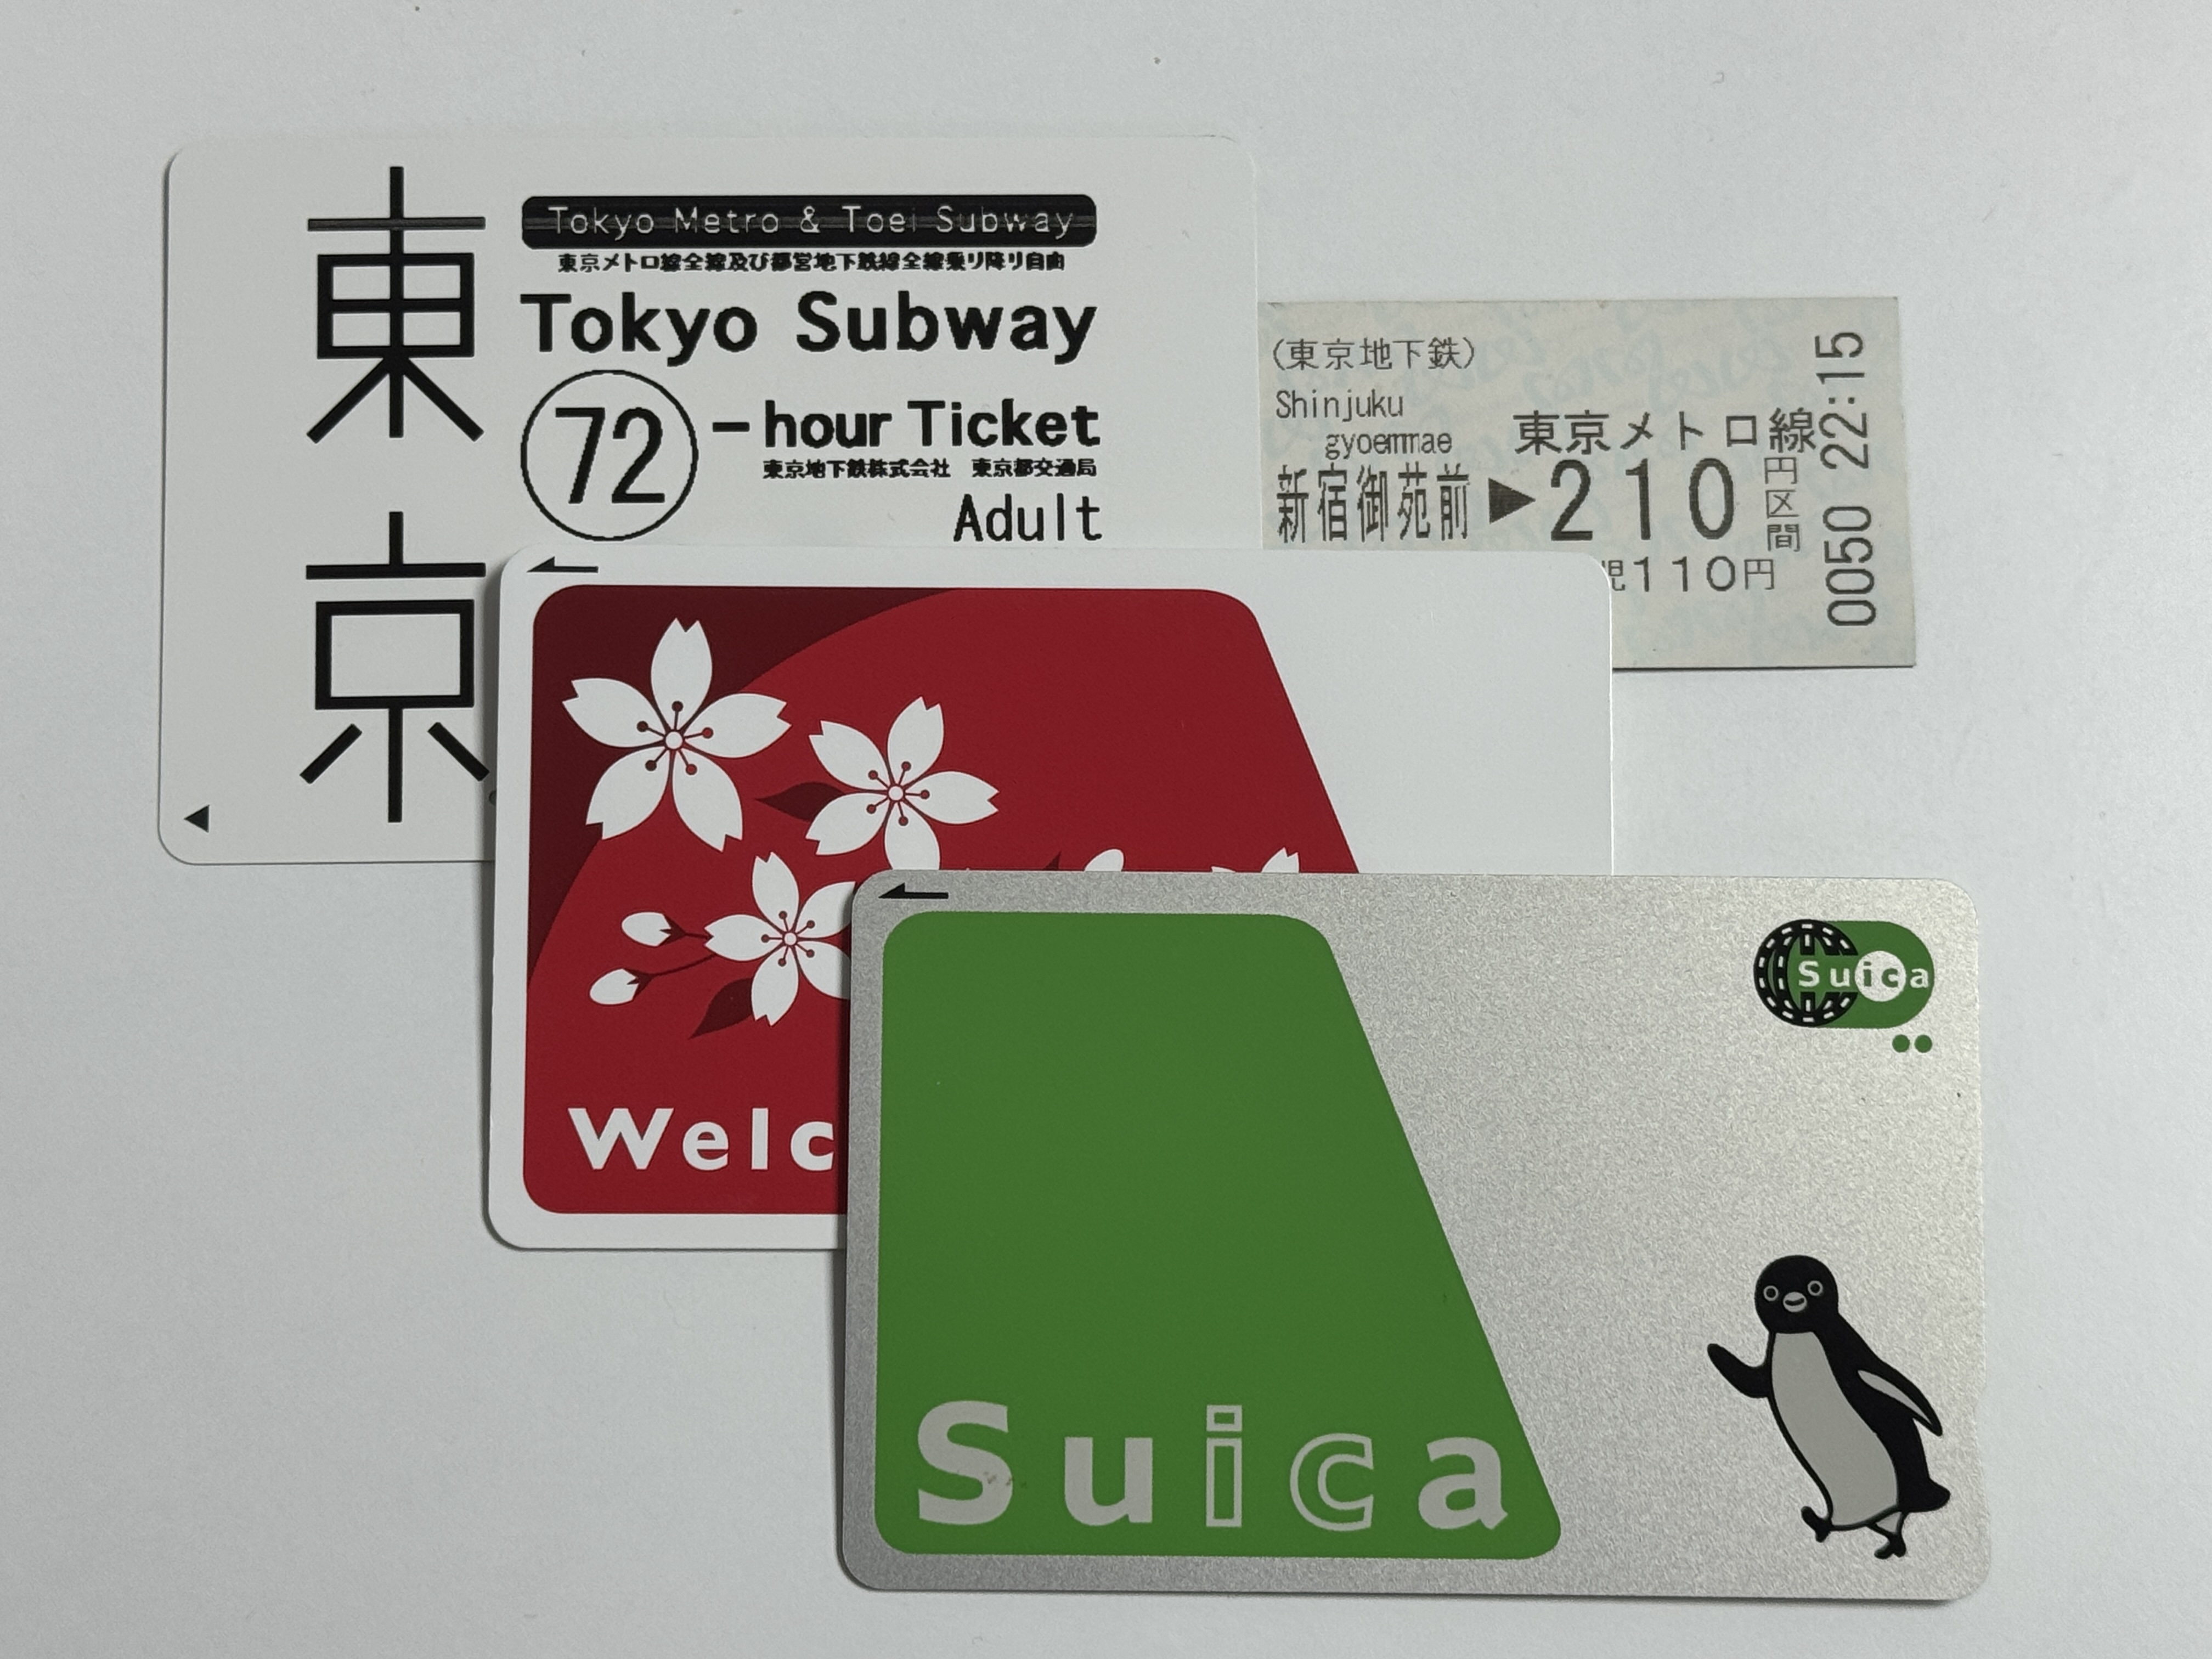 東京
Tokyo Metro & Toei Subway
東京メトロ線全線及び都営地下鉄線全線乗り降り自由
Tokyo Subway
72-hour Ticket
東京地下鉄株式会社 東京都交通局
Adult
(東京地下鉄)
Shinjuku
gyoemmae
東京メトロ線
新宿御苑前▶210円区間
児110円
0050 22:15
Welc
Suica
Suica